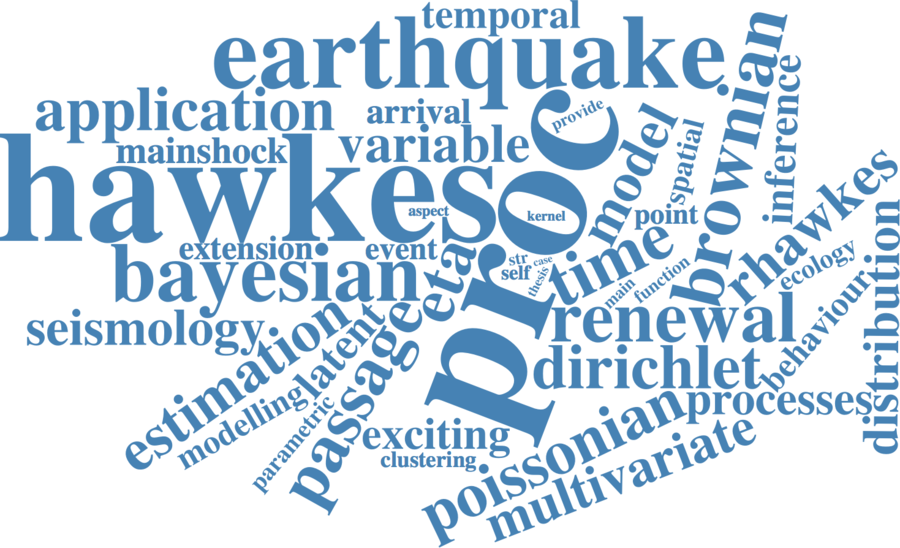 temporal
earthquake
brownian
application
arrival
provide
inference
mainshock
variable
model
spatial
hawkes
proc
aspect
kernel
point
rhawkes
extension
event
bayesian
eta
str
case
self
thesis
time
main
function
ecology
behaviour
distribution
tion
seismology
estimation
latent
passage
renewal
dirichlet
modelling
parametric
exciting
clustering
poissonian
processes
multivariate